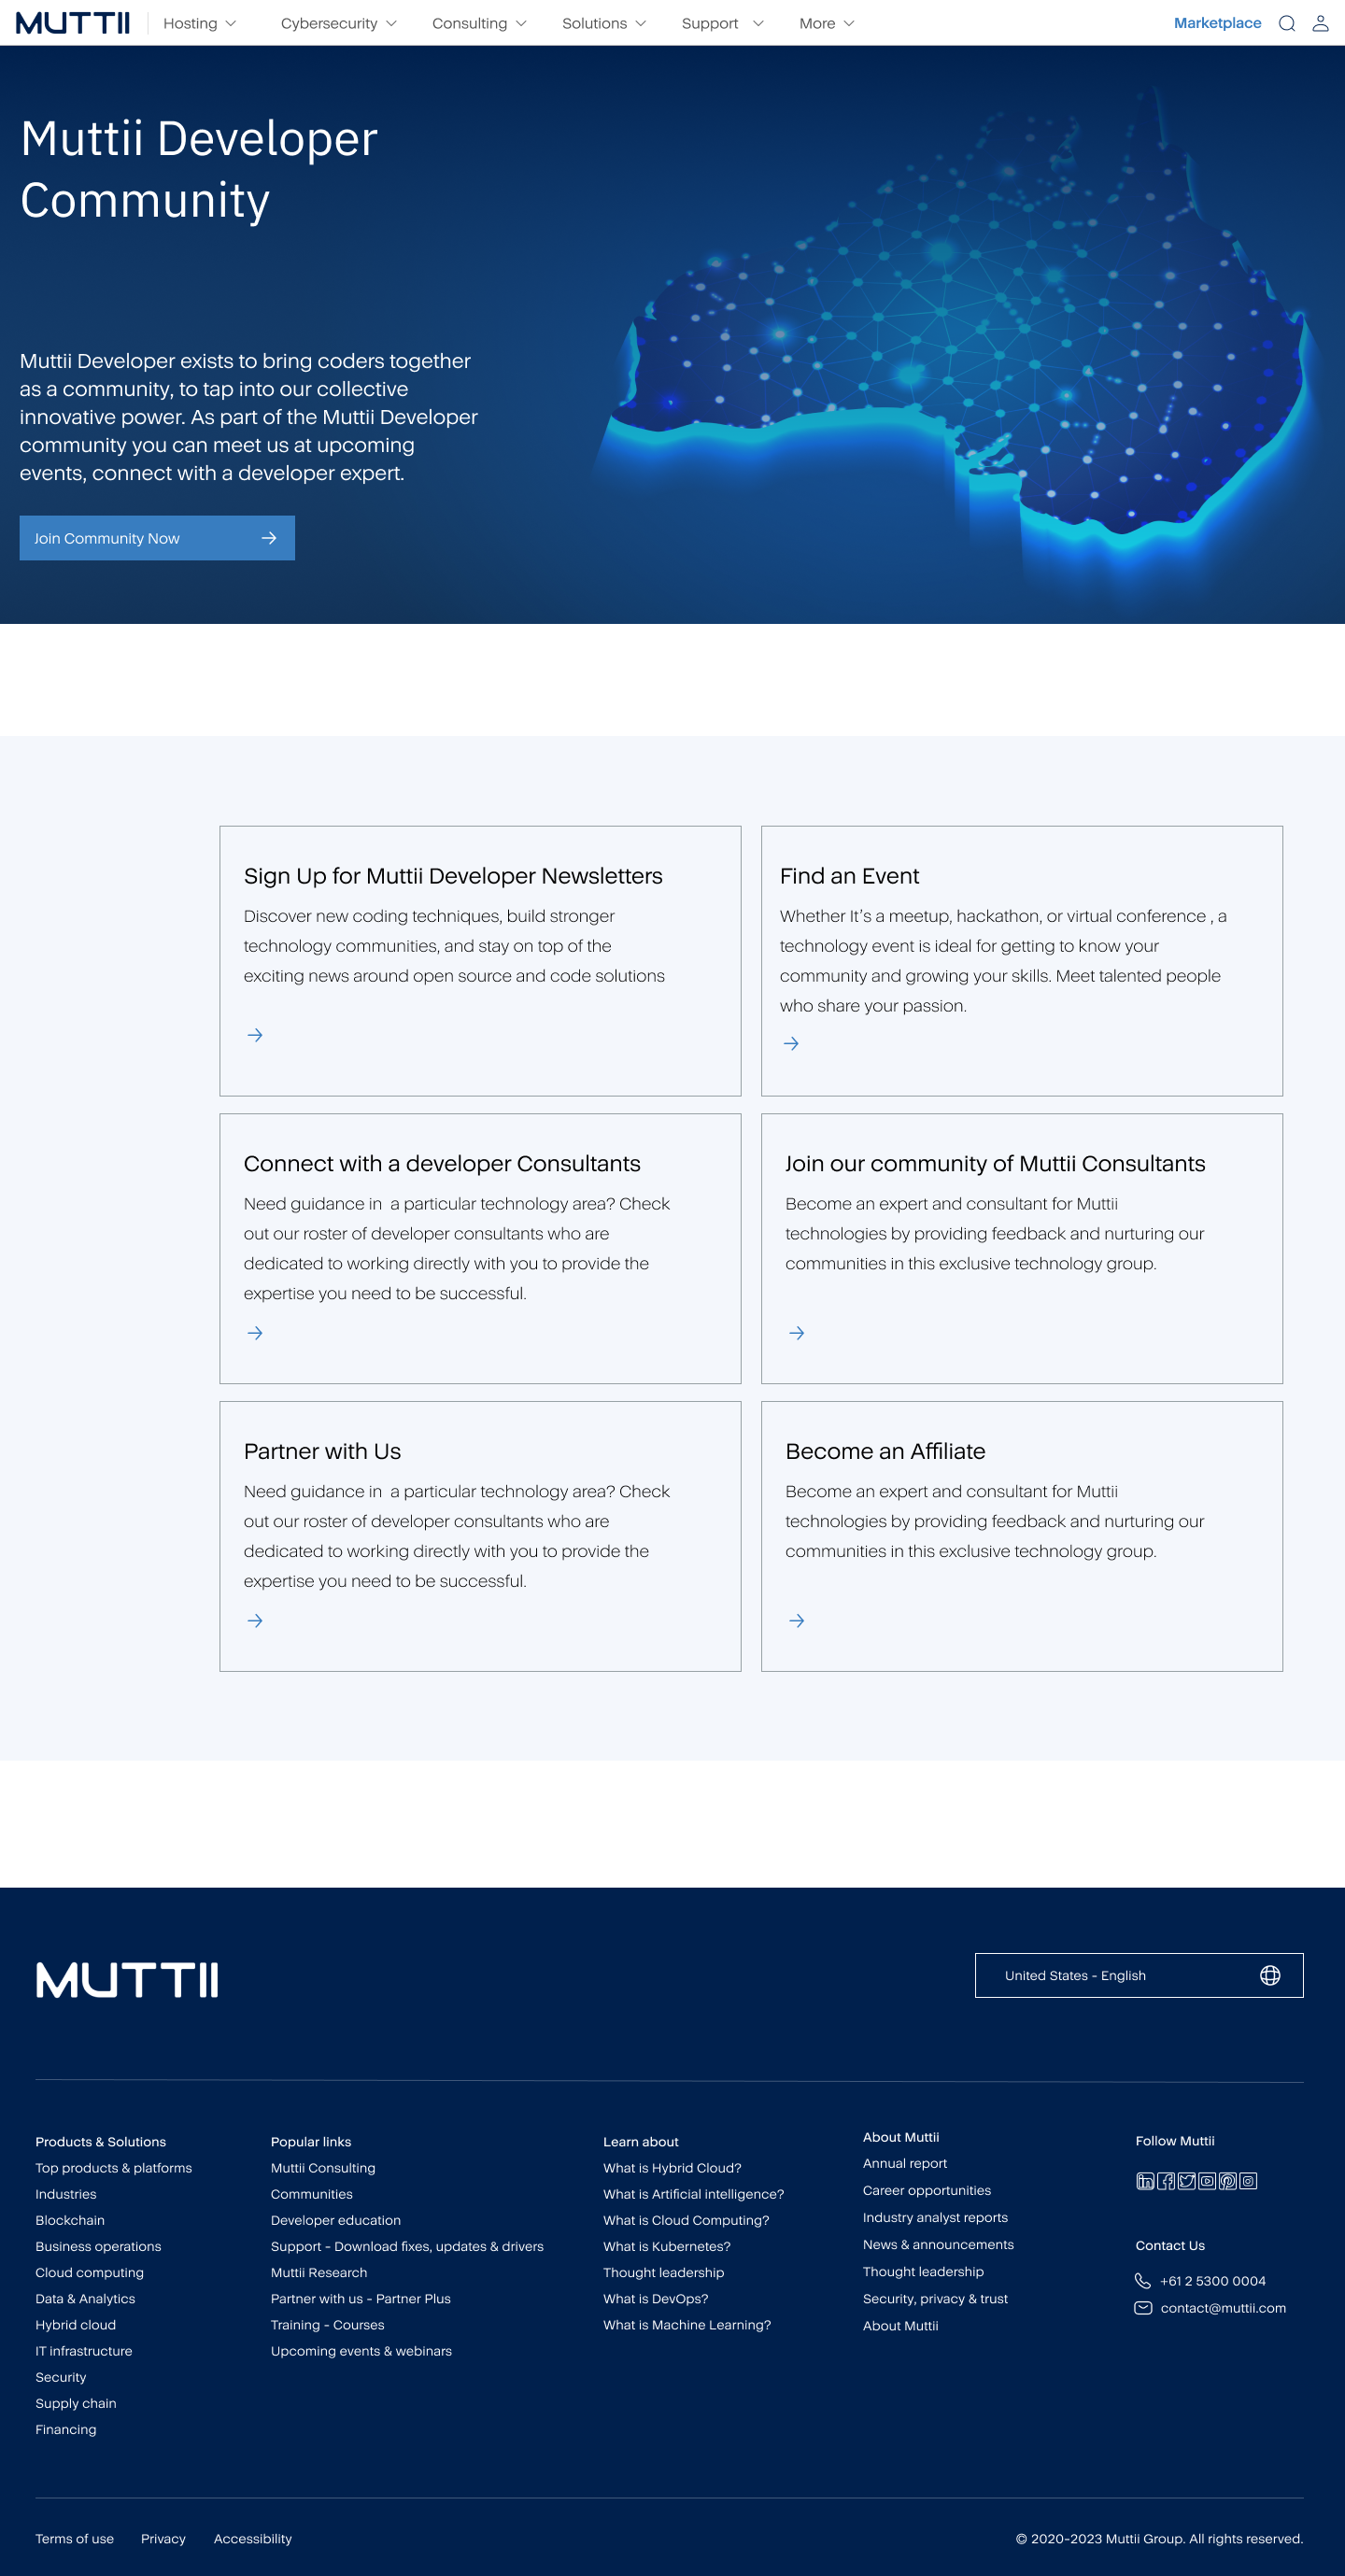 MUTTII
Hosting
Cybersecurity
Consulting
Solutions
Support
More
Marketplace
Muttii Developer
Community
Muttii Developer exists to bring coders together
as a community, to tap into our collective
innovative power. As part of the Muttii Developer
community you can meet us at upcoming
events, connect with a developer expert.
Join Community Now
Sign Up for Muttii Developer Newsletters
Discover new coding techniques, build stronger
technology communities, and stay on top of the
exciting news around open source and code solutions
Find an Event
Whether It's a meetup, hackathon, or virtual conference , a
technology event is ideal for getting to know your
community and growing your skills. Meet talented people
who share your passion.
Connect with a developer Consultants
Need guidance in  a particular technology area? Check
out our roster of developer consultants who are
dedicated to working directly with you to provide the
expertise you need to be successful.
Join our community of Muttii Consultants
Become an expert and consultant for Muttii
technologies by providing feedback and nurturing our
communities in this exclusive technology group.
Partner with Us
Need guidance in  a particular technology area? Check
out our roster of developer consultants who are
dedicated to working directly with you to provide the
expertise you need to be successful.
Become an Affiliate
Become an expert and consultant for Muttii
technologies by providing feedback and nurturing our
communities in this exclusive technology group.
MUTTII
United States - English
Products & Solutions
Top products & platforms
Industries
Blockchain
Business operations
Cloud computing
Data & Analytics
Hybrid cloud
IT infrastructure
Security
Supply chain
Financing
Popular links
Muttii Consulting
Communities
Developer education
Support - Download fixes, updates & drivers
Muttii Research
Partner with us - Partner Plus
Training - Courses
Upcoming events & webinars
Learn about
What is Hybrid Cloud?
What is Artificial intelligence?
What is Cloud Computing?
What is Kubernetes?
Thought leadership
What is DevOps?
What is Machine Learning?
About Muttii
Annual report
Career opportunities
Industry analyst reports
News & announcements
Thought leadership
Security, privacy & trust
About Muttii
Follow Muttii
Contact Us
+61 2 5300 0004
contact@muttii.com
Terms of use
Privacy
Accessibility
© 2020-2023 Muttii Group. All rights reserved.